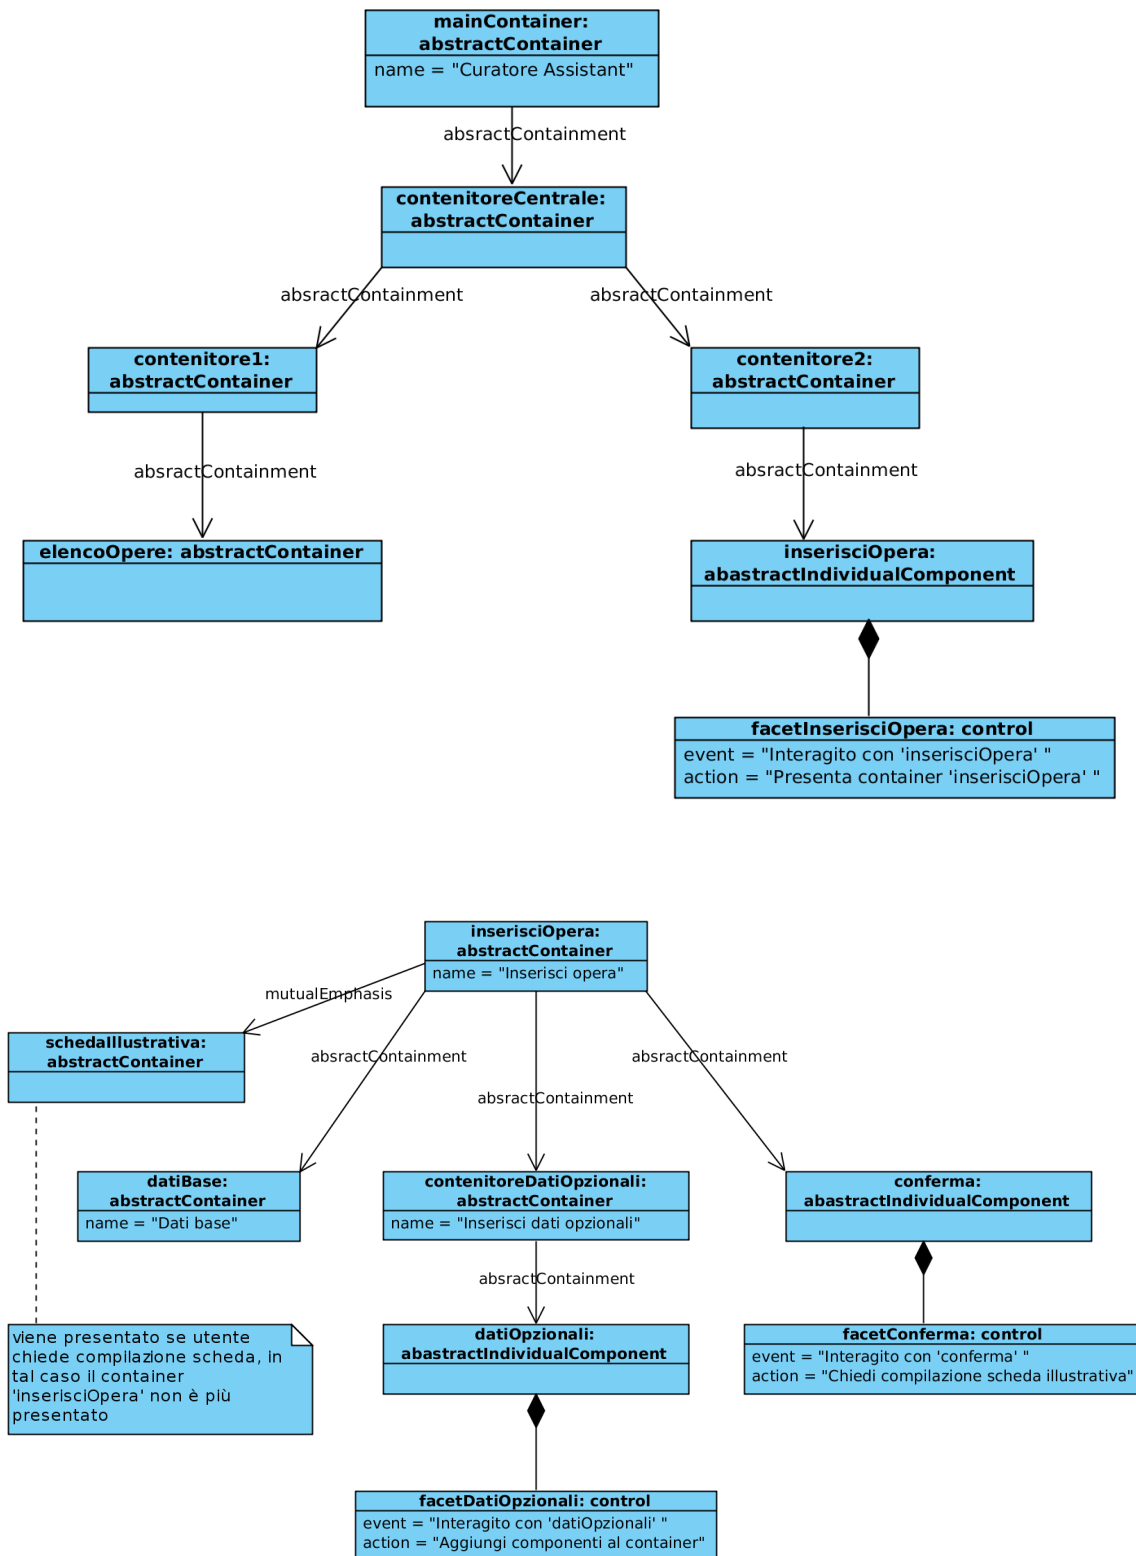 mainContainer:
abstractContainer
name = "Curatore Assistant"
absractContainment
contenitoreCentrale:
abstractContainer
absractContainment
absractContainment
contenitore1:
abstractContainer
contenitore2:
abstractContainer
absractContainment
absractContainment
elencoOpere: abstractContainer
inserisciOpera:
abastractIndividualComponent
facetInserisciOpera: control
event = "Interagito con 'inserisciOpera' "
action = "Presenta container 'inserisciOpera' "
inserisciOpera:
abstractContainer
name = "Inserisci opera"
mutualEmphasis
schedaIllustrativa:
abstractContainer
absractContainment
absractContainment
absractContainment
datiBase:
abstractContainer
name = "Dati base"
contenitoreDatiOpzionali:
abstractContainer
name = "Inserisci dati opzionali"
conferma:
abastractIndividualComponent
absractContainment
viene presentato se utente
chiede compilazione scheda, in
tal caso il container
'inserisciOpera' non è più
presentato
datiOpzionali:
abastractIndividualComponent
facetConferma: control
event = "Interagito con 'conferma' "
action = "Chiedi compilazione scheda illustrativa"
facetDatiOpzionali: control
event = "Interagito con 'datiOpzionali' "
action = "Aggiungi componenti al container"